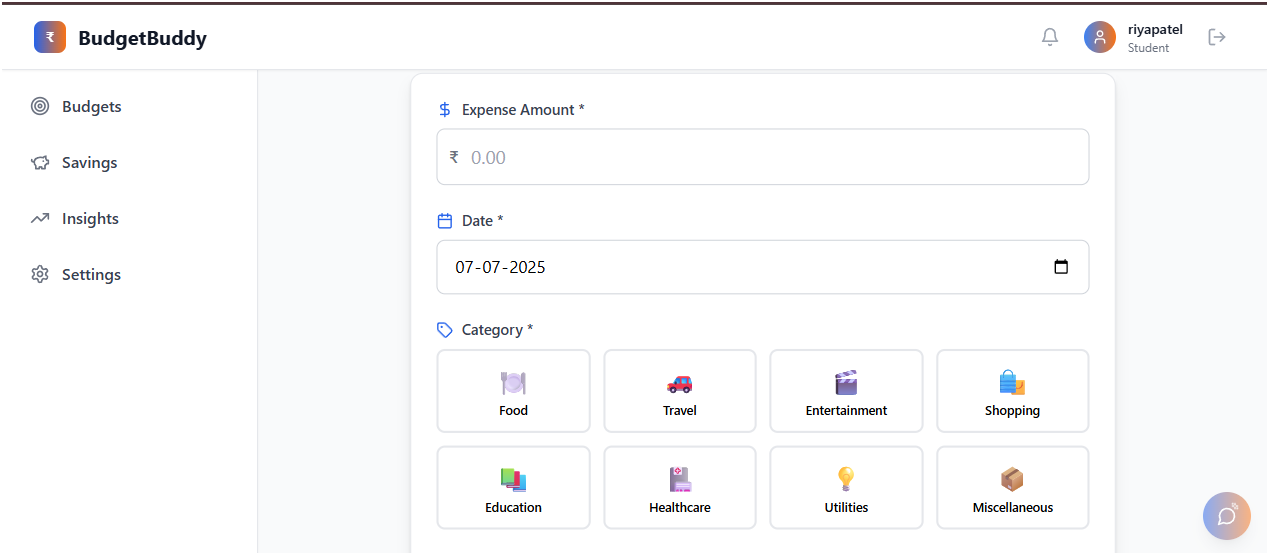 ₹ BudgetBuddy
riyapatel
Student
Budgets
Savings
Insights
Settings
Expense Amount *
₹ 0.00
Date *
07-07-2025
Category *
Food Travel Entertainment Shopping
Education Healthcare Utilities Miscellaneous